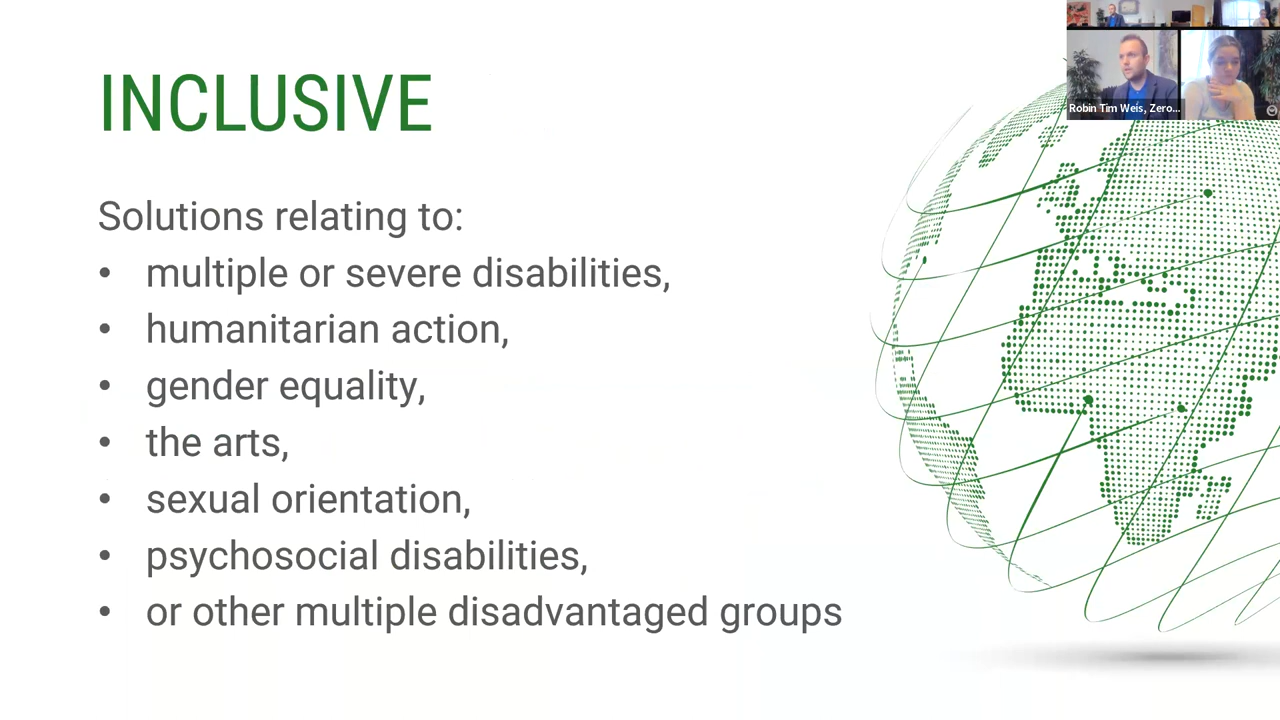 INCLUSIVE
Solutions relating to:
• multiple or severe disabilities,
• humanitarian action,
• gender equality,
• the arts,
• sexual orientation,
• psychosocial disabilities,
• or other multiple disadvantaged groups
Robin Tim Weis, Zero...